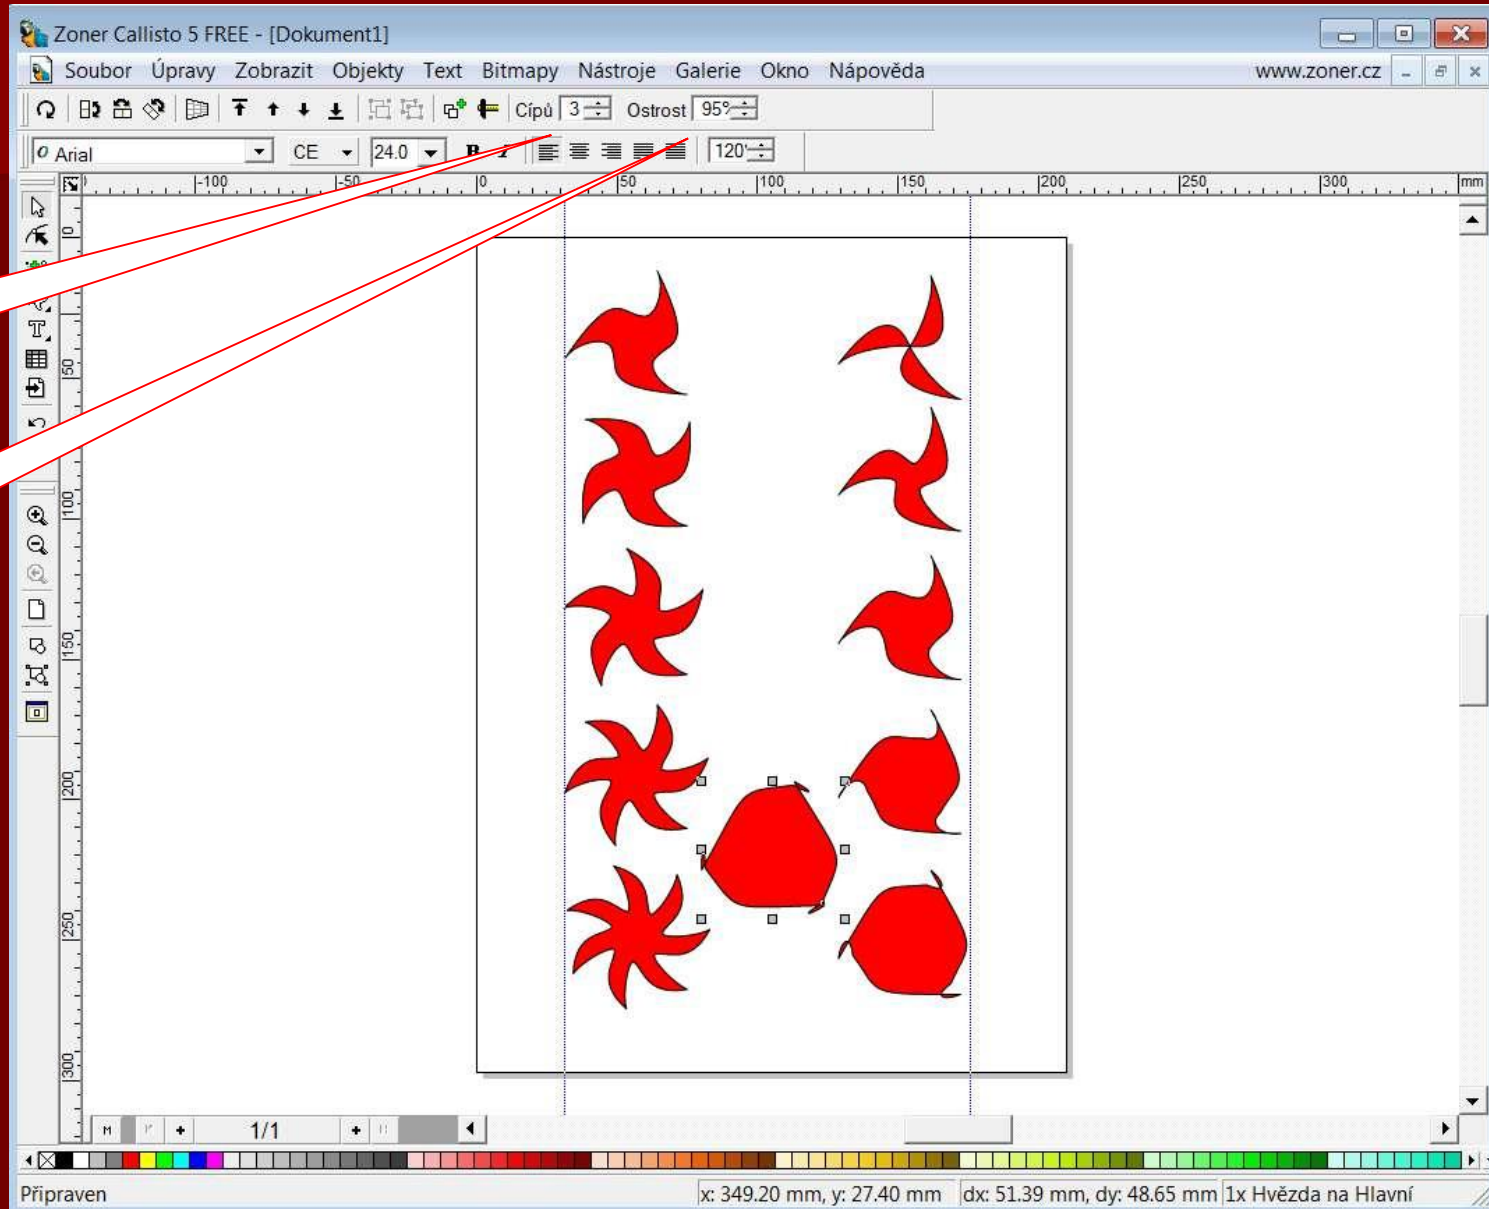 Zoner Callisto 5 FREE - [Dokument1]
Soubor Úpravy Zobrazit Objekty Text Bitmapy Nástroje Galerie Okno Nápověda www.zoner.cz
Cípů 3 Ostrost 95%
Arial CE 24.0 B I 120
-100 -50 0 50 100 150 200 250 300 mm
0
50
100
150
200
250
300
1/1
Připraven x: 349.20 mm, y: 27.40 mm dx: 51.39 mm, dy: 48.65 mm 1x Hvězda na Hlavní